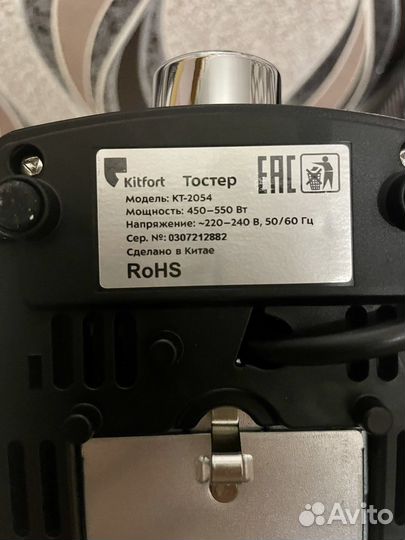 Kitfort Тостер EAC
Модель: КТ-2054
Мощность: 450–550 Вт
Напряжение: ~220–240 В, 50/60 Гц
Сер. №: 0307212882
Сделано в Китае
RoHS
Avito